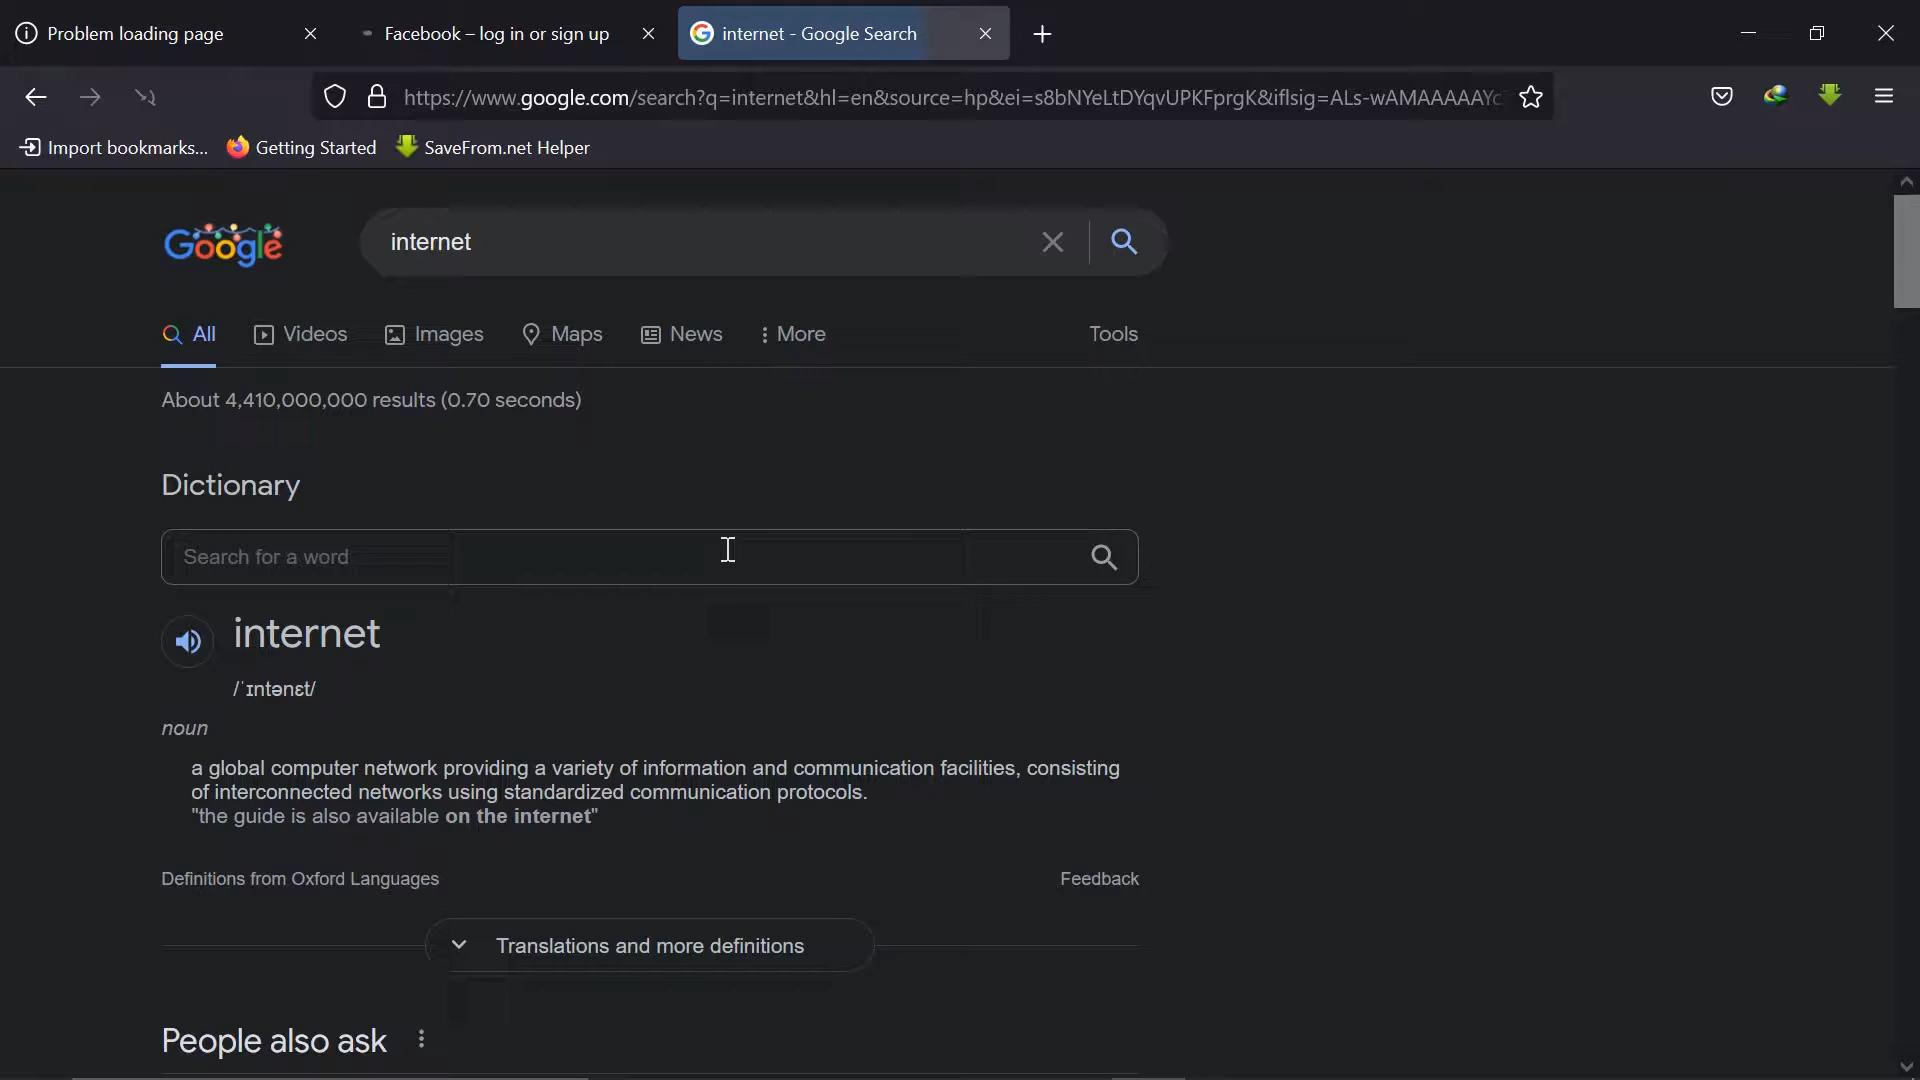 Problem loading page
Facebook – log in or sign up
internet - Google Search
https://www.google.com/search?q=internet&hl=en&source=hp&ei=s8bNYeLtDYqvUPKFprgK&iflsig=ALs-wAMAAAAAYc
Import bookmarks...
Getting Started
SaveFrom.net Helper
Google
internet
All
Videos
Images
Maps
News
More
Tools
About 4,410,000,000 results (0.70 seconds)
Dictionary
Search for a word
internet
/ˈɪntənɛt/
noun
a global computer network providing a variety of information and communication facilities, consisting
of interconnected networks using standardized communication protocols.
"the guide is also available on the internet"
Definitions from Oxford Languages
Feedback
Translations and more definitions
People also ask